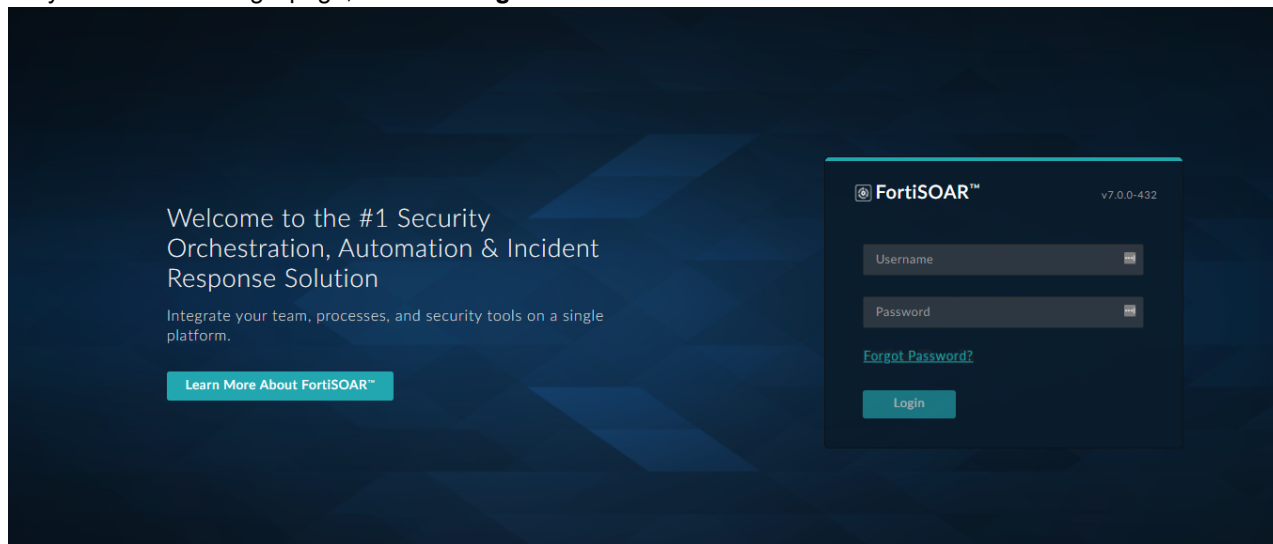 Welcome to the #1 Security
Orchestration, Automation & Incident
Response Solution
Integrate your team, processes, and security tools on a single
platform.
Learn More About FortiSOAR™
FortiSOAR™
v7.0.0-432
Username
Password
Forgot Password?
Login